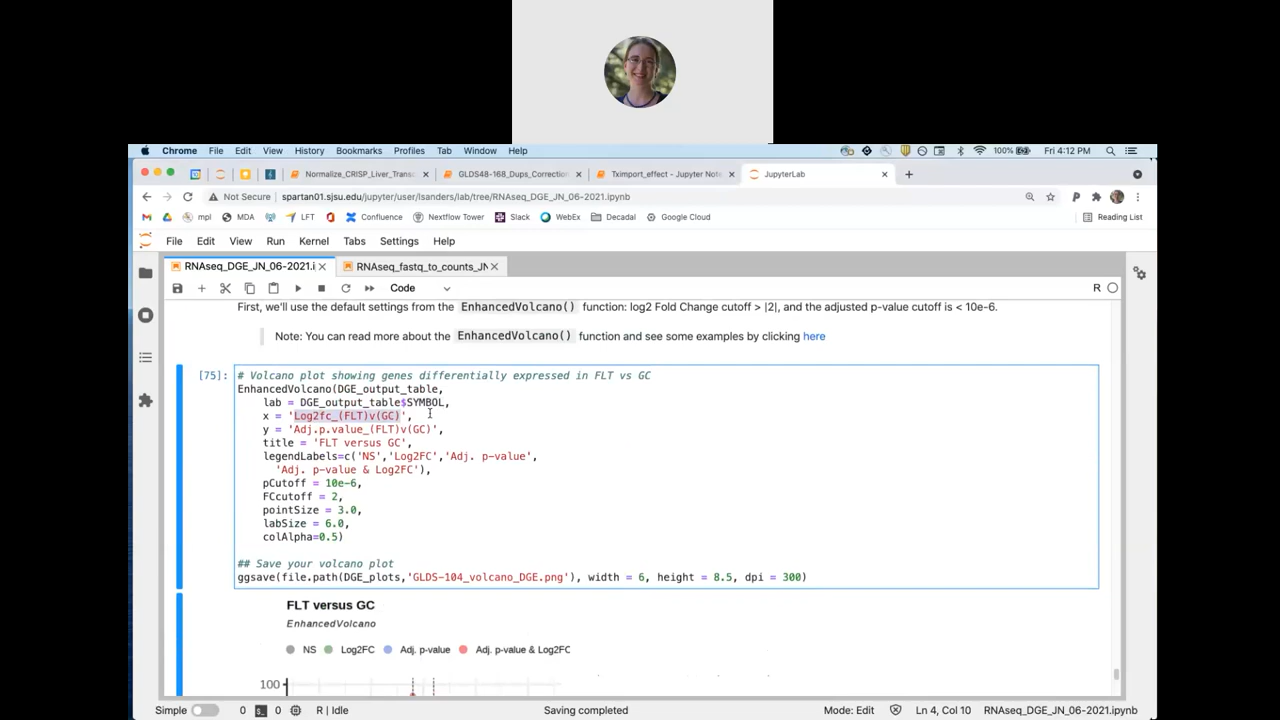 Chrome File Edit View History Bookmarks Profiles Tab Window Help 100% Fri 4:12 PM
Normalize_CRISP_Liver_Transc GLDS48-168_Dups_Correction Tximport_effect - Jupyter Note JupyterLab
Not Secure spartan01.sjsu.edu/jupyter/user/lsanders/lab/tree/RNAseq_DGE_JN_06-2021.ipynb
mpl MDA LFT Confluence Nextflow Tower Slack WebEx Decadal Google Cloud Reading List
File Edit View Run Kernel Tabs Settings Help
RNAseq_DGE_JN_06-2021.i RNAseq_fastq_to_counts_JN
Code R
First, we'll use the default settings from the EnhancedVolcano() function: log2 Fold Change cutoff > |2|, and the adjusted p-value cutoff is < 10e-6.
Note: You can read more about the EnhancedVolcano() function and see some examples by clicking here
[75]: # Volcano plot showing genes differentially expressed in FLT vs GC
EnhancedVolcano(DGE_output_table,
lab = DGE_output_table$SYMBOL,
x = 'Log2fc_(FLT)v(GC)',
y = 'Adj.p.value_(FLT)v(GC)',
title = 'FLT versus GC',
legendLabels=c('NS','Log2FC','Adj. p-value',
'Adj. p-value & Log2FC'),
pCutoff = 10e-6,
FCcutoff = 2,
pointSize = 3.0,
labSize = 6.0,
colAlpha=0.5)
## Save your volcano plot
ggsave(file.path(DGE_plots,'GLDS-104_volcano_DGE.png'), width = 6, height = 8.5, dpi = 300)
FLT versus GC
EnhancedVolcano
NS Log2FC Adj. p-value Adj. p-value & Log2FC
100
Simple 0 0 R | Idle Saving completed Mode: Edit Ln 4, Col 10 RNAseq_DGE_JN_06-2021.ipynb